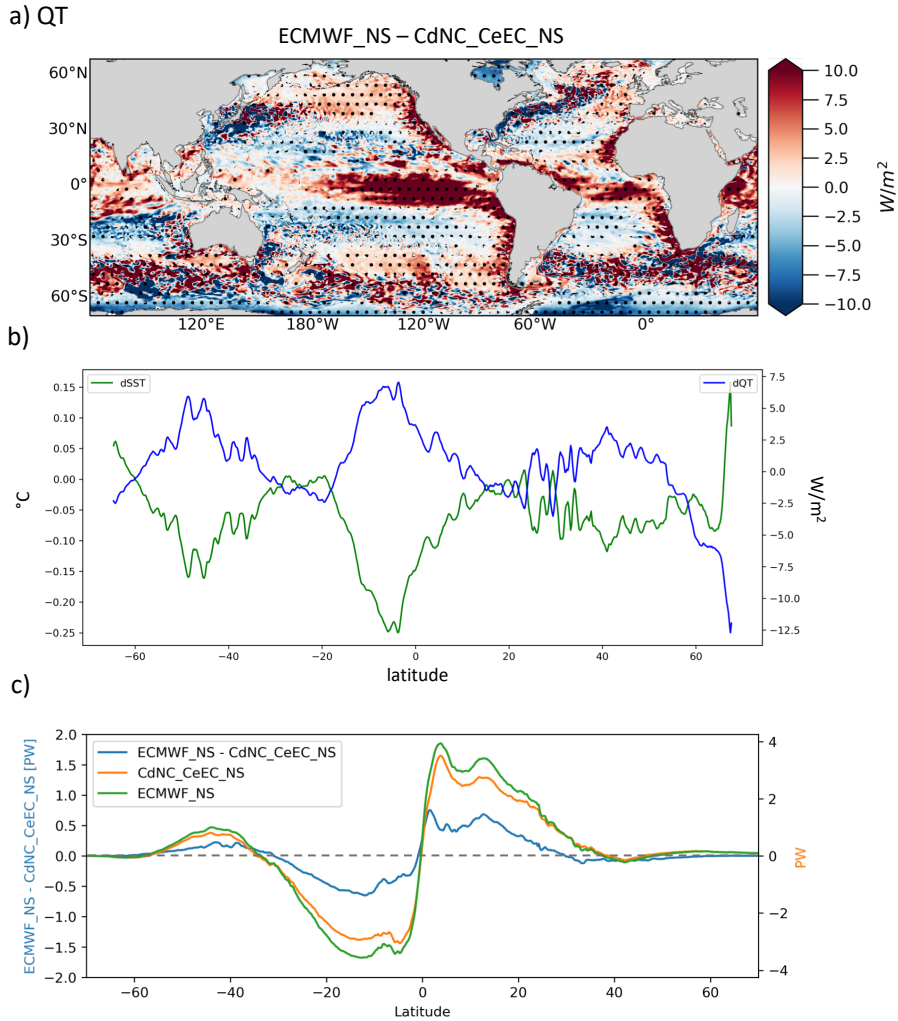 a) QT
ECMWF_NS – CdNC_CeEC_NS
60°N
30°N
0°
30°S
60°S
120°E 180°W 120°W 60°W 0°
10.0
7.5
5.0
2.5
0.0
−2.5
−5.0
−7.5
−10.0
W/m²
b)
dSST
dQT
0.15
0.10
0.05
0.00
−0.05
−0.10
−0.15
−0.20
−0.25
°C
7.5
5.0
2.5
0.0
−2.5
−5.0
−7.5
−10.0
−12.5
W/m²
−60 −40 −20 0 20 40 60
latitude
c)
ECMWF_NS - CdNC_CeEC_NS
CdNC_CeEC_NS
ECMWF_NS
2.0
1.5
1.0
0.5
0.0
−0.5
−1.0
−1.5
−2.0
ECMWF_NS - CdNC_CeEC_NS [PW]
4
2
0
−2
−4
PW
−60 −40 −20 0 20 40 60
Latitude